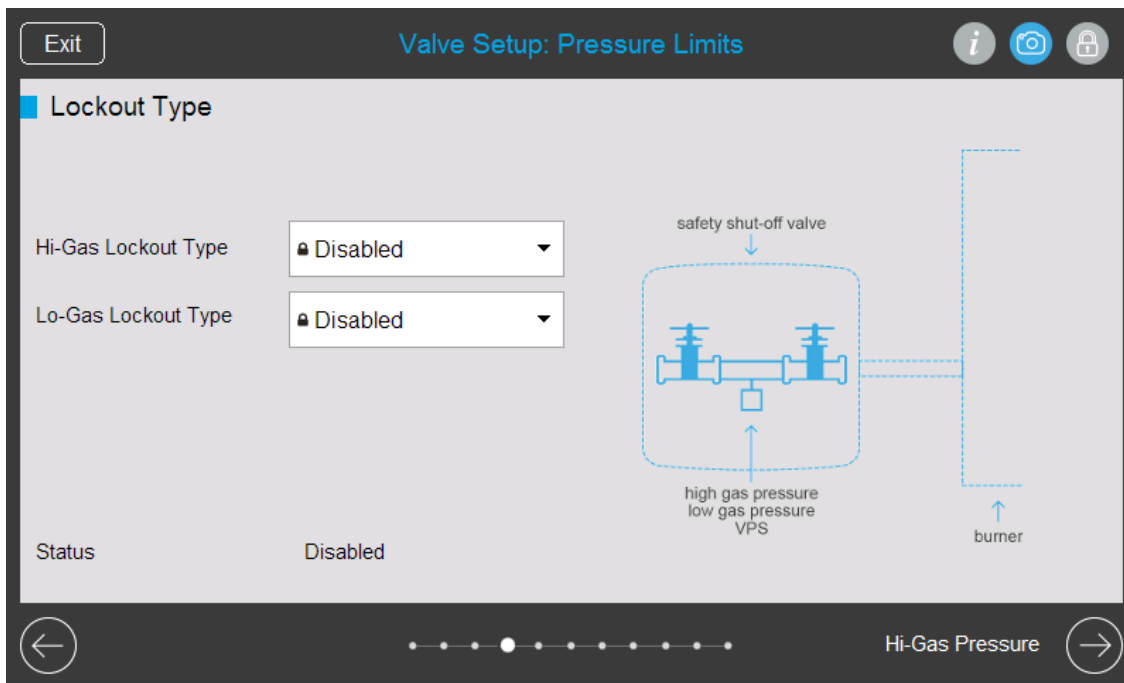 Exit
Valve Setup: Pressure Limits
i
Lockout Type
safety shut-off valve
Hi-Gas Lockout Type
Disabled
Lo-Gas Lockout Type
Disabled
high gas pressure
low gas pressure
VPS
burner
Status
Disabled
Hi-Gas Pressure